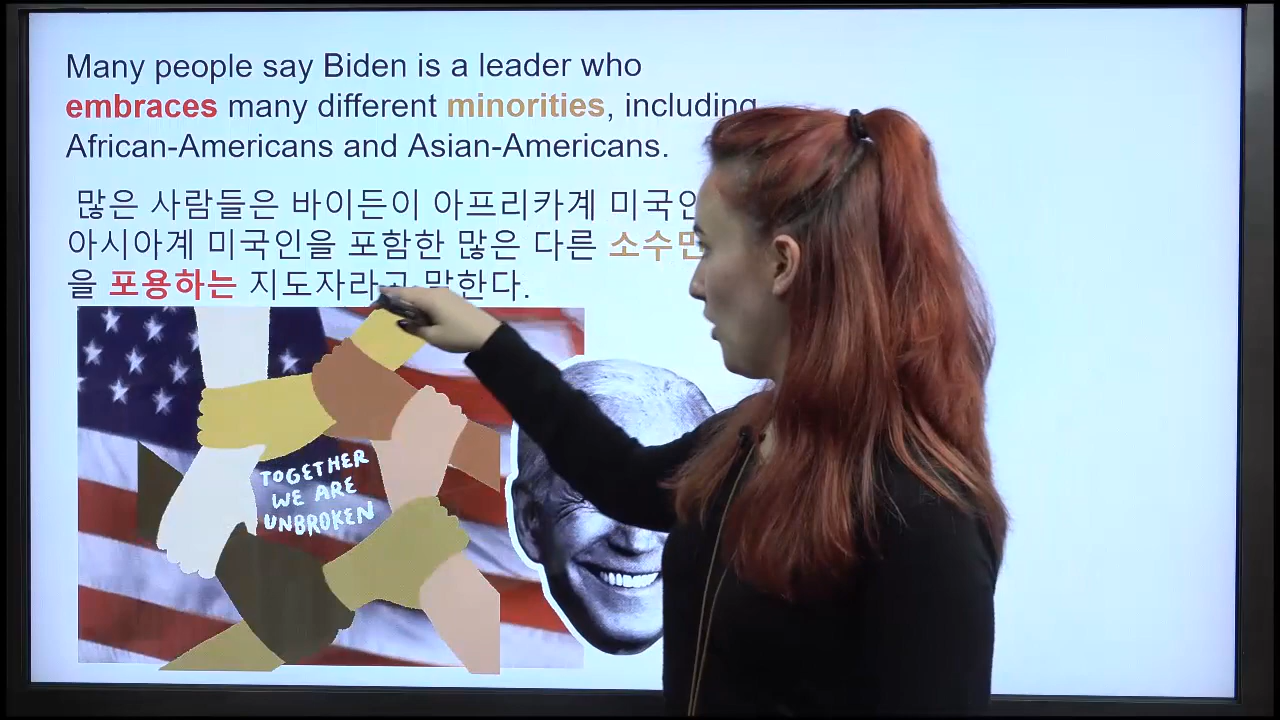 Many people say Biden is a leader who
embraces many different minorities, including
African-Americans and Asian-Americans.
많은 사람들은 바이든이 아프리카계 미국인
아시아계 미국인을 포함한 많은 다른
을 포용하는 지도자라고 말한다.
TOGETHER
WE ARE
UNBROKEN